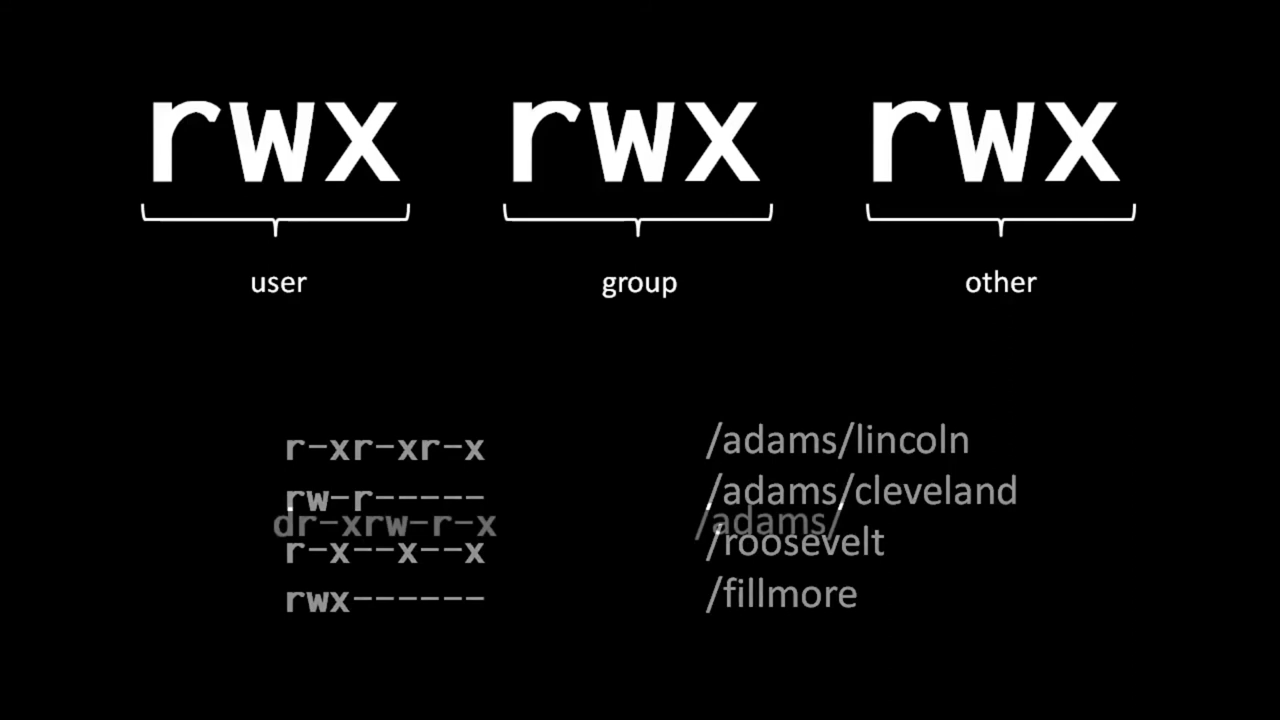 rwx rwx rwx
user group other
r-xr-xr-x /adams/lincoln
rw-r----- /adams/cleveland
dr-xrw-r-x /adams/
r-x--x--x /roosevelt
rwx------ /fillmore